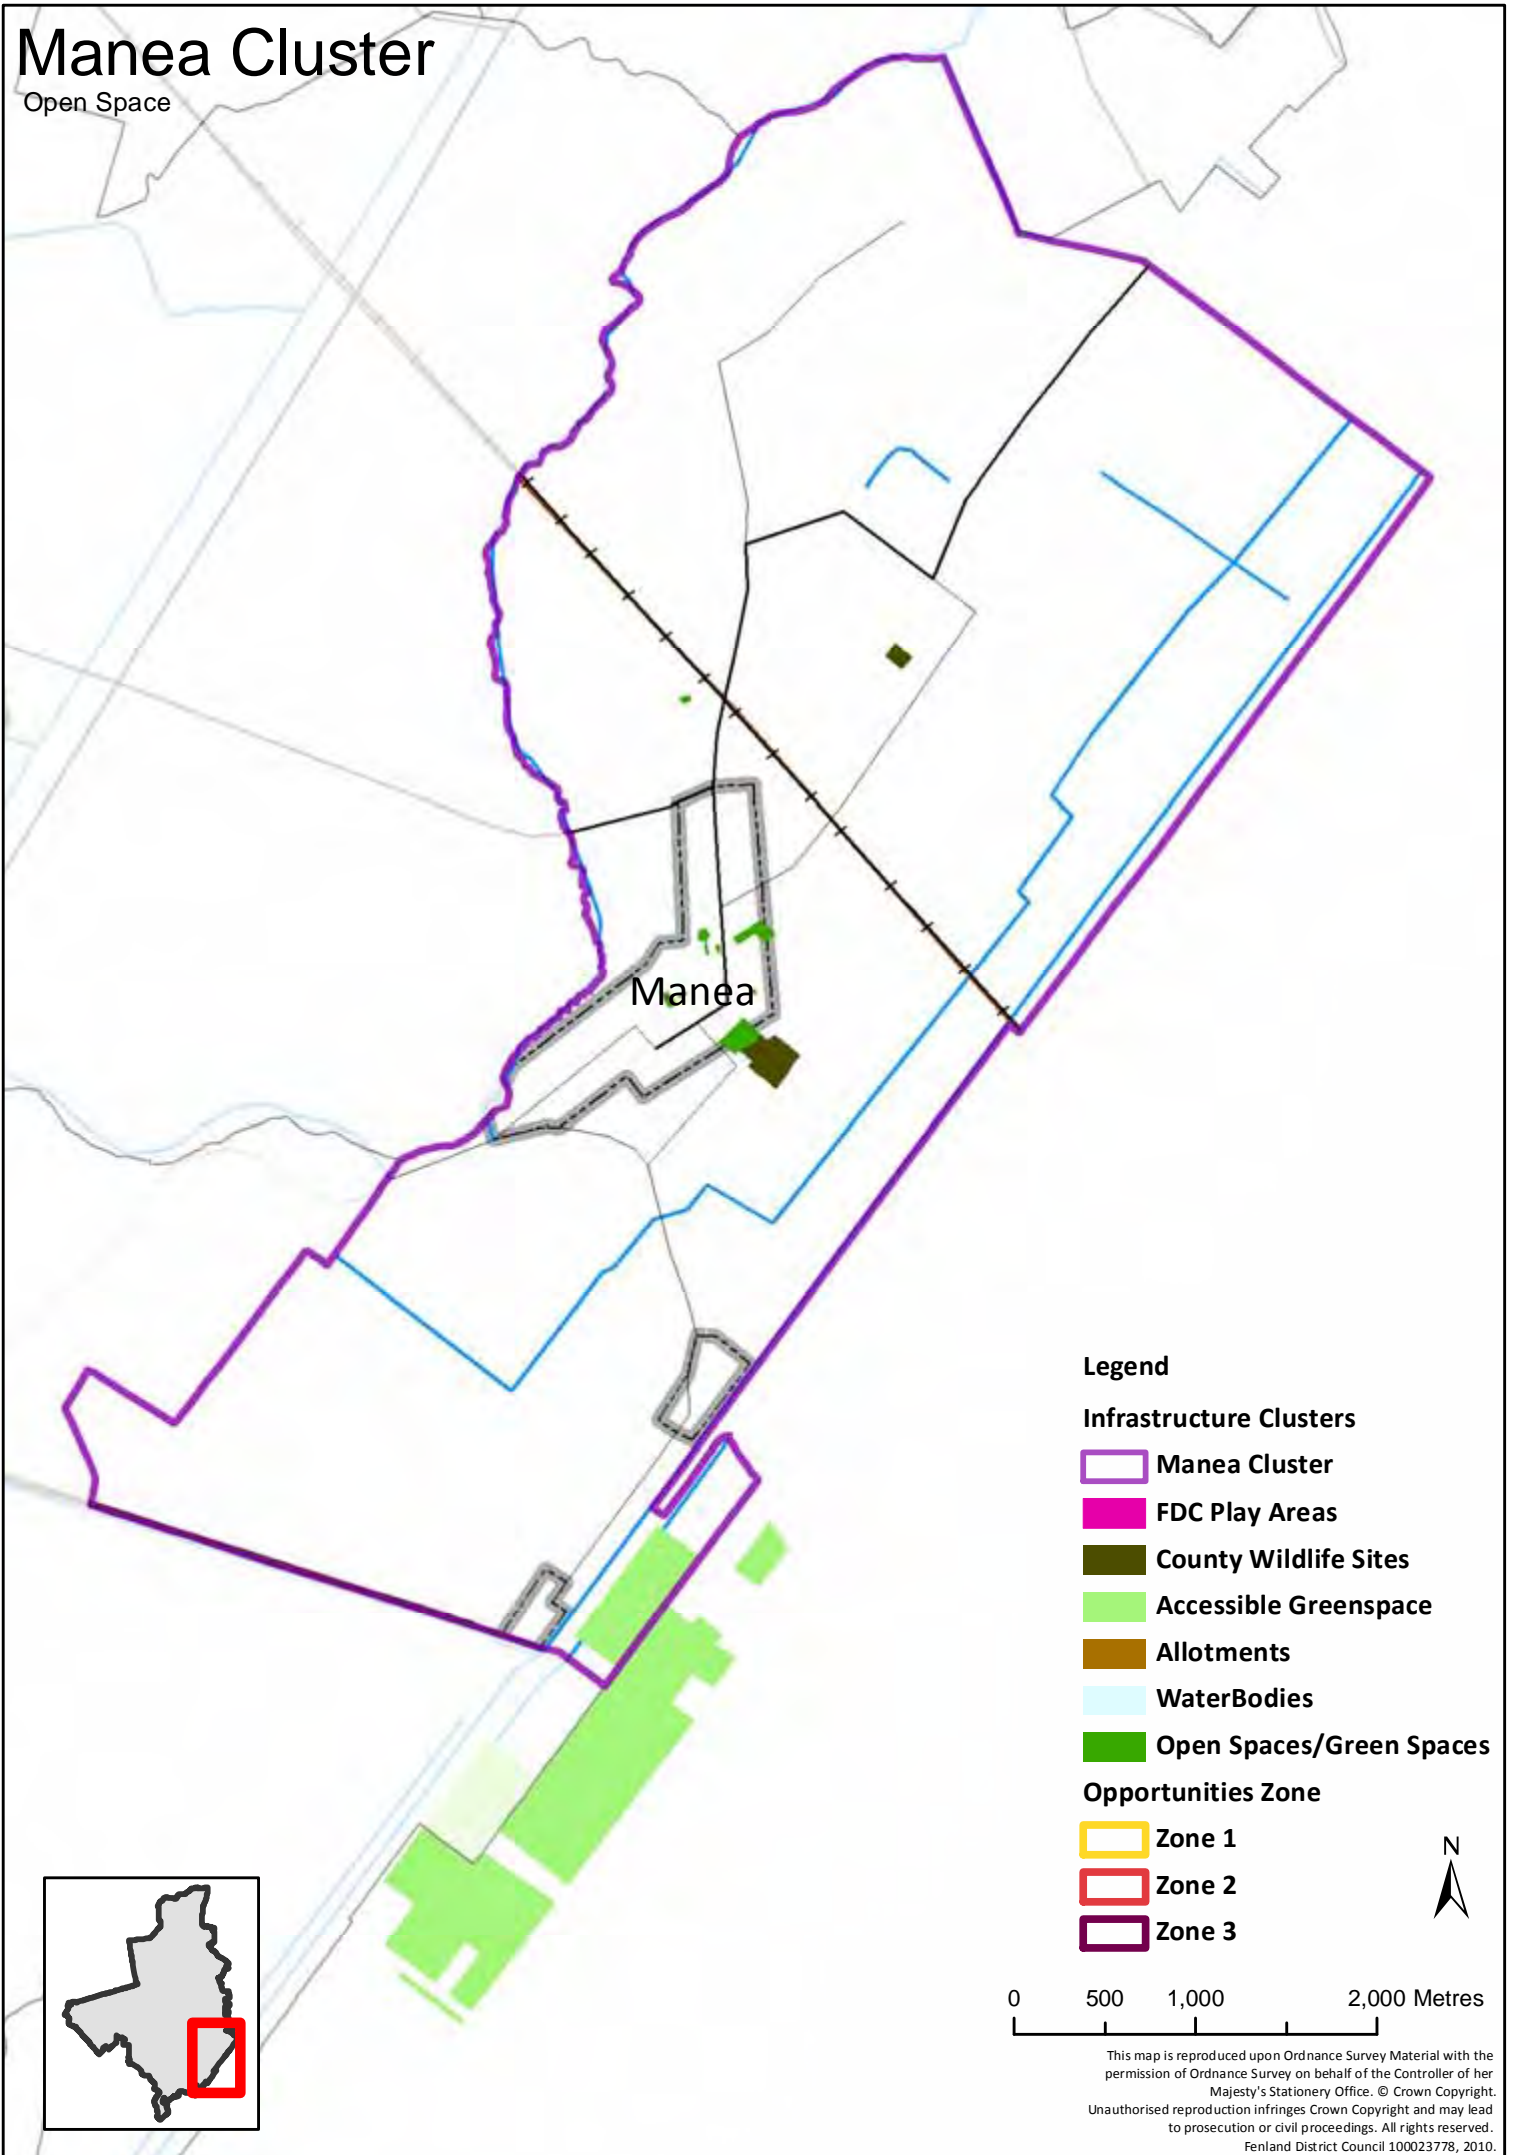 Manea Cluster
Open Space
Manea
Legend
Infrastructure Clusters
Manea Cluster
FDC Play Areas
County Wildlife Sites
Accessible Greenspace
Allotments
WaterBodies
Open Spaces/Green Spaces
Opportunities Zone
Zone 1
Zone 2
Zone 3
N
0 500 1,000 2,000 Metres
This map is reproduced upon Ordnance Survey Material with the
permission of Ordnance Survey on behalf of the Controller of her
Majesty's Stationery Office. © Crown Copyright.
Unauthorised reproduction infringes Crown Copyright and may lead
to prosecution or civil proceedings. All rights reserved.
Fenland District Council 100023778, 2010.